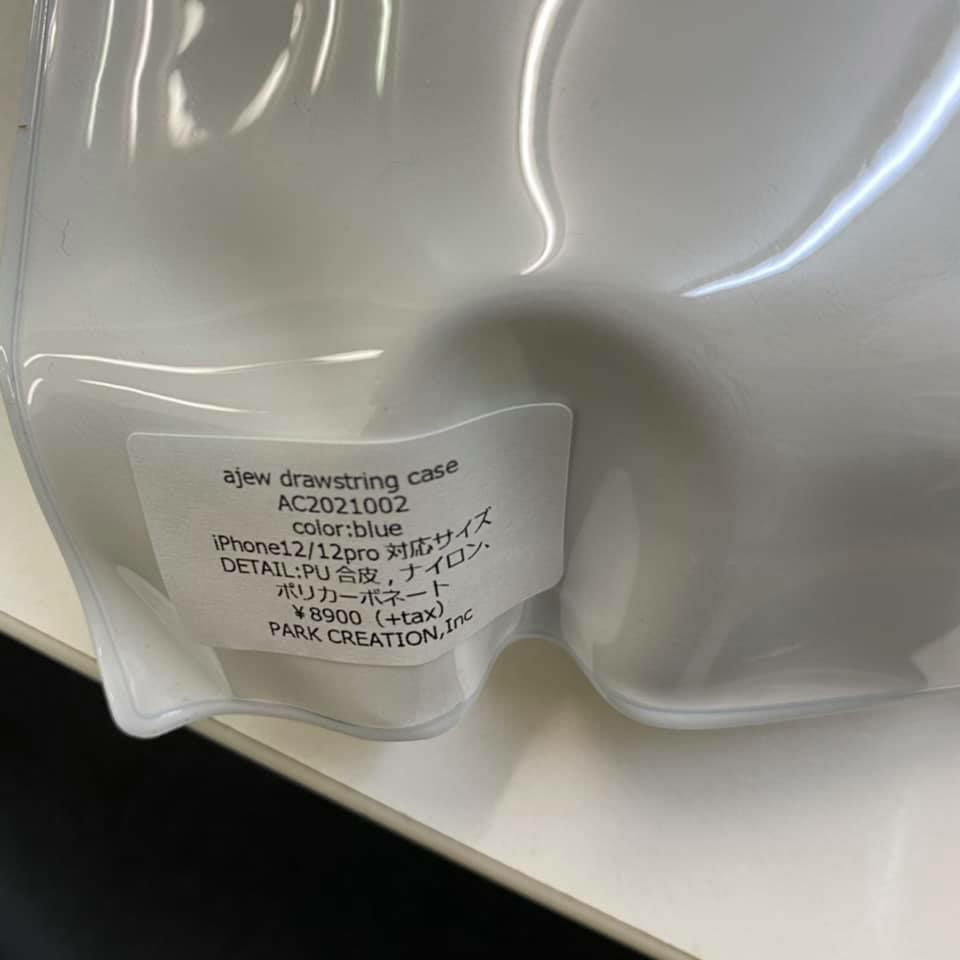 ajew drawstring case
AC2021002
color:blue
iPhone12/12pro 対応サイズ
DETAIL:PU 合皮 , ナイロン、
ポリカーボネート
¥8900（+tax）
PARK CREATION,Inc